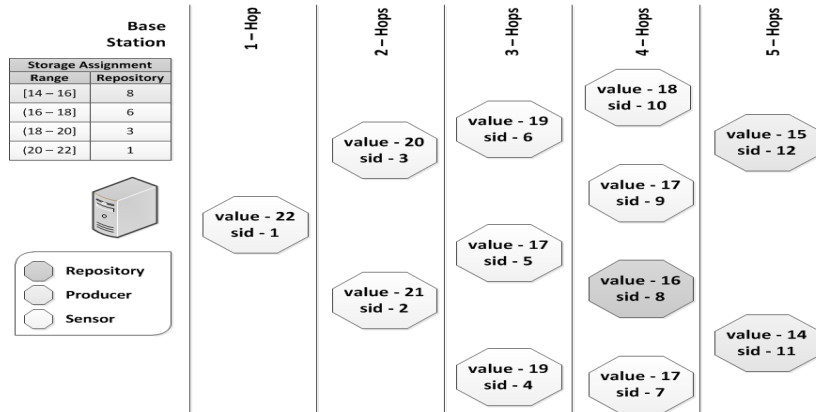 Base
Station
1 – Hop
2 – Hops
3 – Hops
4 – Hops
5 – Hops
Storage Assignment
Range Repository
[14 – 16] 8
(16 – 18] 6
(18 – 20] 3
(20 – 22] 1
value - 18
sid - 10
value - 19
sid - 6
value - 15
sid - 12
value - 20
sid - 3
value - 17
sid - 9
value - 22
sid - 1
value - 17
sid - 5
value - 16
sid - 8
value - 21
sid - 2
value - 14
sid - 11
value - 19
sid - 4
value - 17
sid - 7
Repository
Producer
Sensor